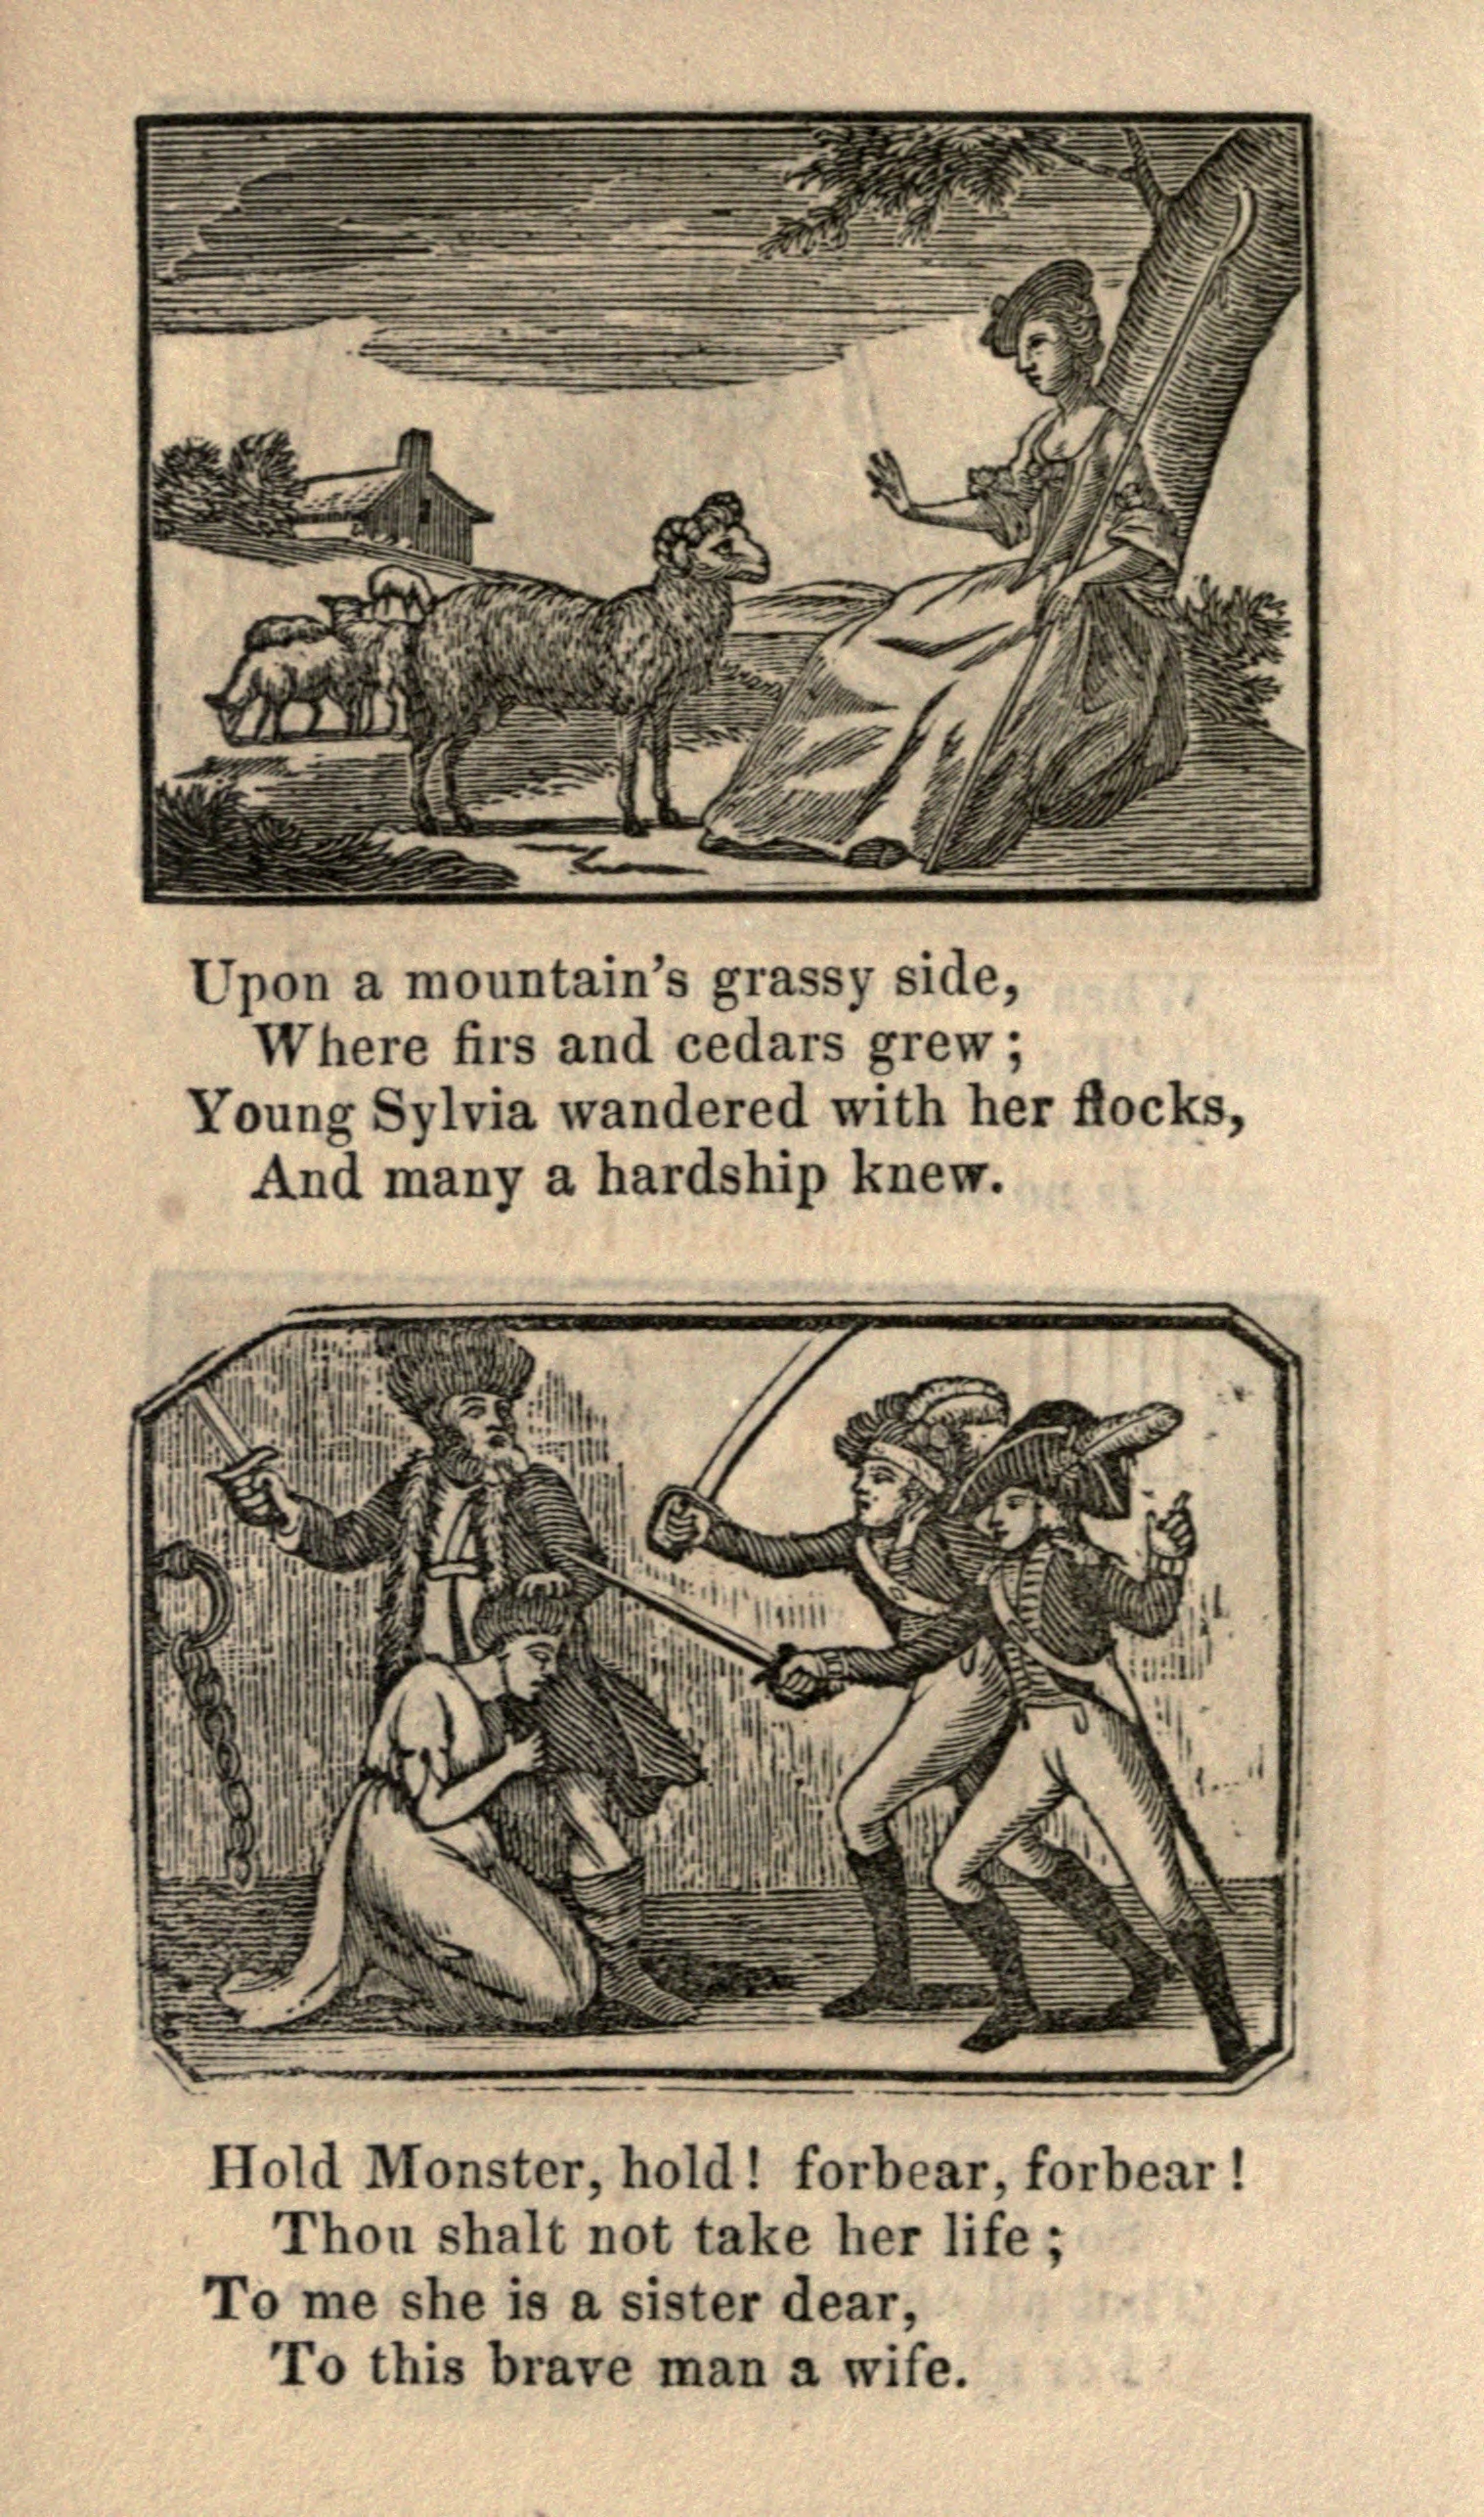 Upon a mountain's grassy side,
Where firs and cedars grew;
Young Sylvia wandered with her flocks,
And many a hardship knew.
Hold Monster, hold! forbear, forbear!
Thou shalt not take her life;
To me she is a sister dear,
To this brave man a wife.